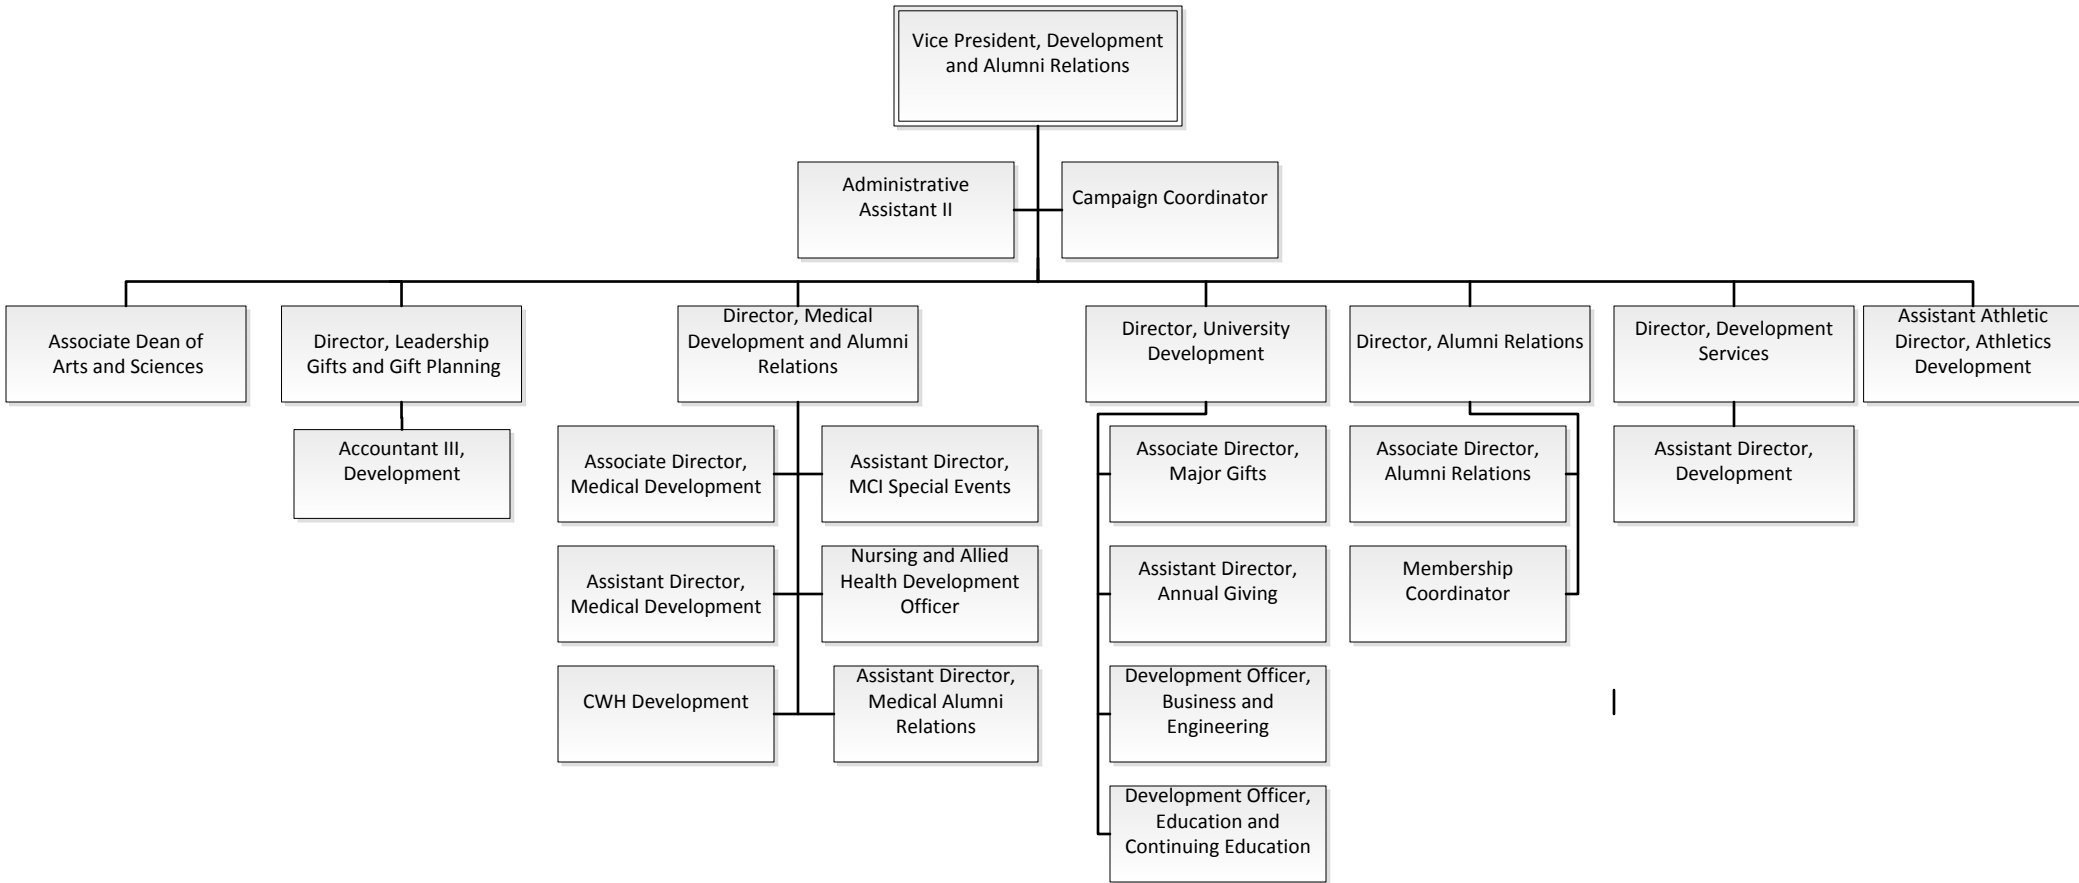 Vice President, Development
and Alumni Relations
Administrative
Assistant II
Campaign Coordinator
Associate Dean of
Arts and Sciences
Director, Leadership
Gifts and Gift Planning
Director, Medical
Development and Alumni
Relations
Director, University
Development
Director, Alumni Relations
Director, Development
Services
Assistant Athletic
Director, Athletics
Development
Accountant III,
Development
Associate Director,
Medical Development
Assistant Director,
MCI Special Events
Associate Director,
Major Gifts
Associate Director,
Alumni Relations
Assistant Director,
Development
Assistant Director,
Medical Development
Nursing and Allied
Health Development
Officer
Assistant Director,
Annual Giving
Membership
Coordinator
CWH Development
Assistant Director,
Medical Alumni
Relations
Development Officer,
Business and
Engineering
Development Officer,
Education and
Continuing Education